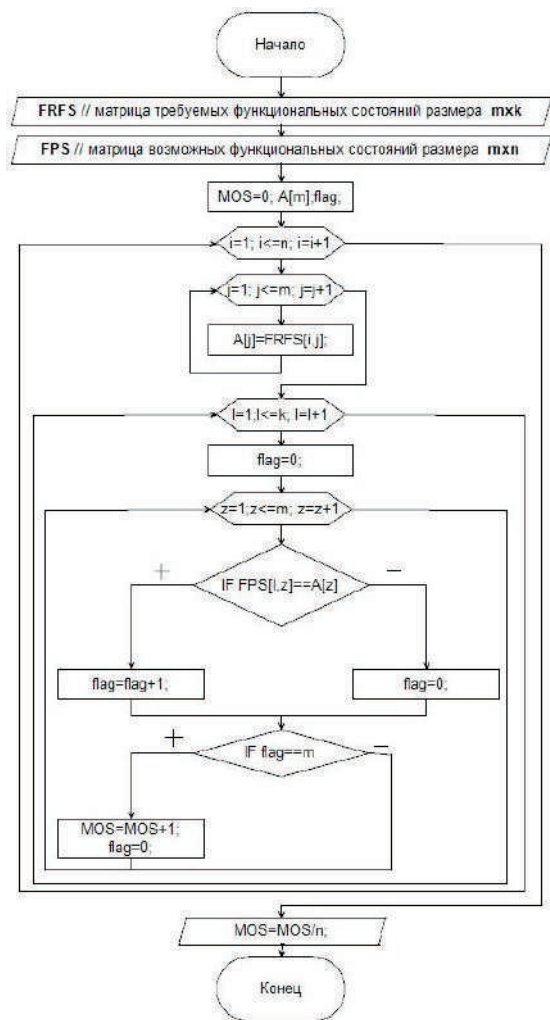 Начало
FRFS // матрица требуемых функциональных состояний размера mxk
FPS // матрица возможных функциональных состояний размера mxn
MOS=0; A[m];flag;
i=1; i<=n; i=i+1
j=1; j<=m; j=j+1
A[j]=FRFS[i,j];
l=1;l<=k; l=l+1
flag=0;
z=1;z<=m; z=z+1
+
−
IF FPS[l,z]==A[z]
flag=flag+1;
flag=0;
+
−
IF flag==m
MOS=MOS+1;
flag=0;
MOS=MOS/n;
Конец